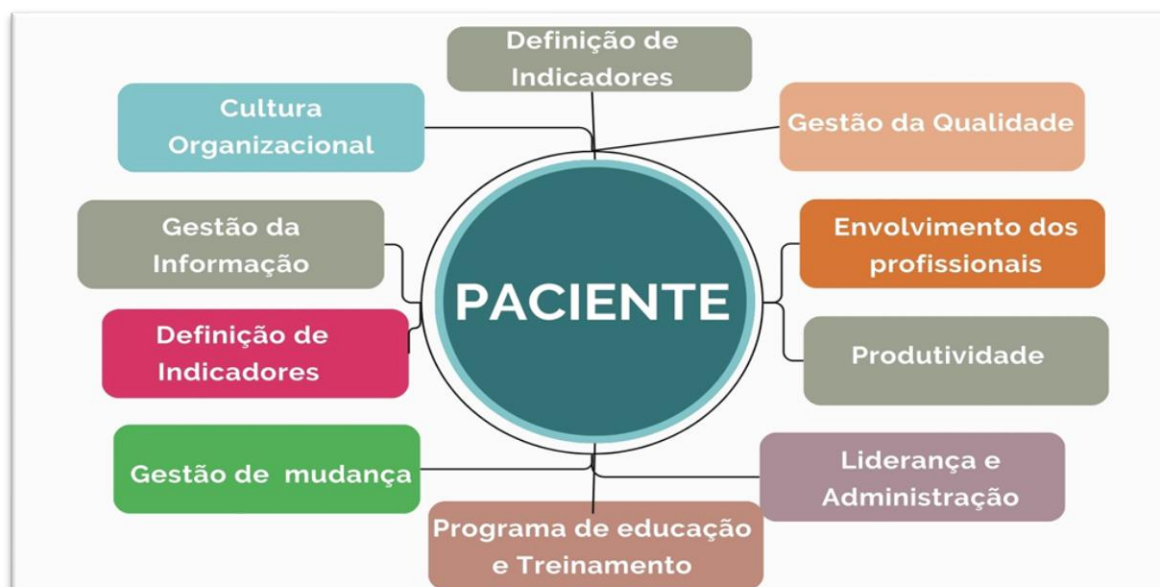 Definição de
Indicadores
Cultura
Organizacional
Gestão da Qualidade
Gestão da
Informação
Envolvimento dos
profissionais
PACIENTE
Definição de
Indicadores
Produtividade
Gestão de mudança
Liderança e
Administração
Programa de educação
e Treinamento